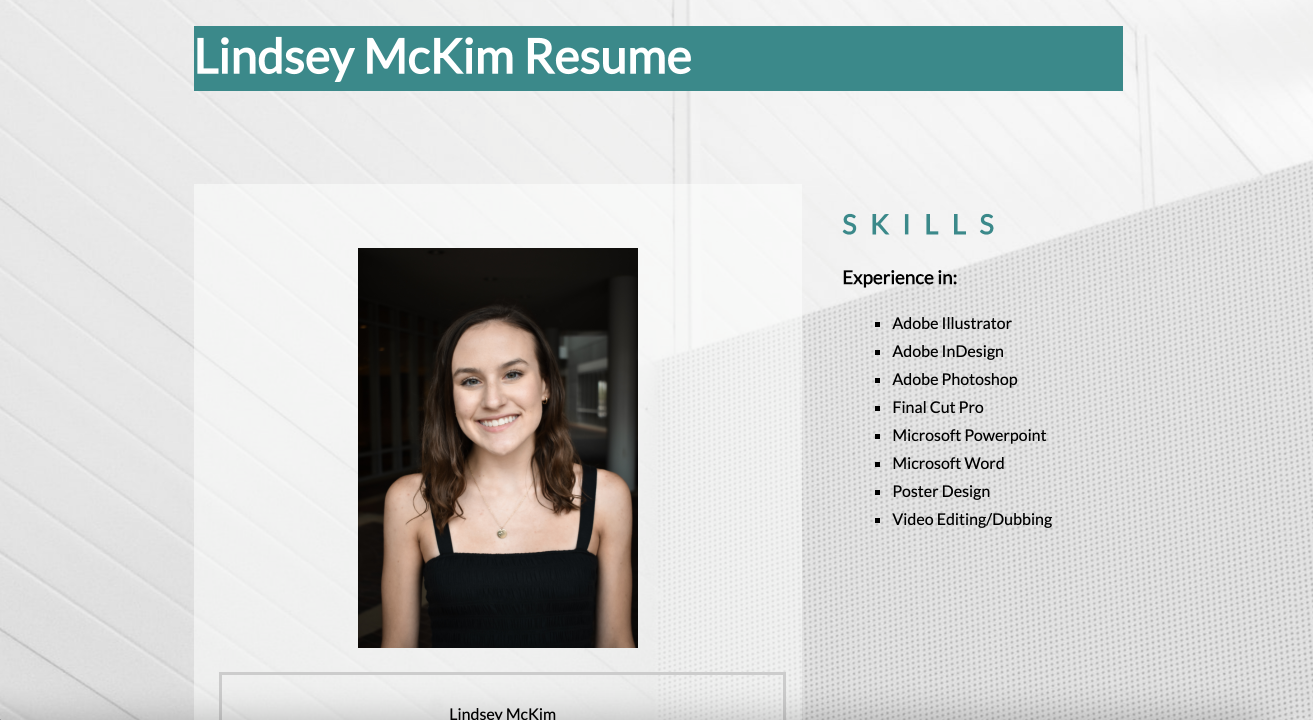 Lindsey McKim Resume
SKILLS
Experience in:
Adobe Illustrator
Adobe InDesign
Adobe Photoshop
Final Cut Pro
Microsoft Powerpoint
Microsoft Word
Poster Design
Video Editing/Dubbing
Lindsey McKim